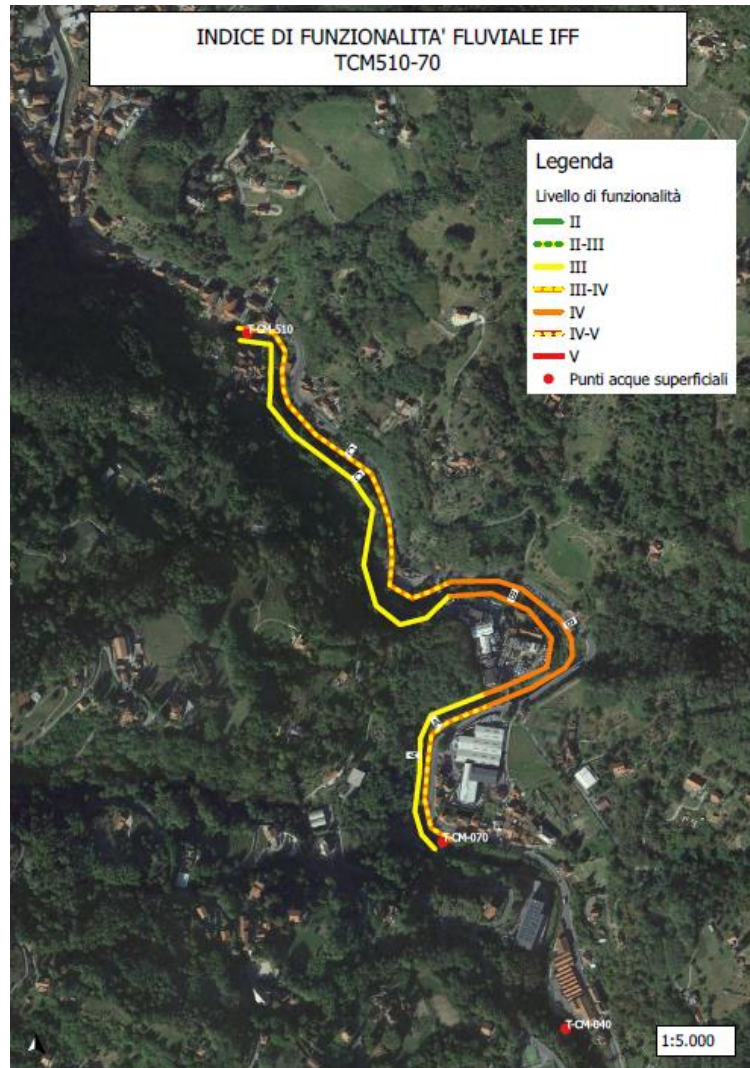 INDICE DI FUNZIONALITA' FLUVIALE IFF
TCM510-70
Legenda
Livello di funzionalità
II
II-III
III
III-IV
IV
IV-V
V
Punti acque superficiali
T-CM-510
T-CM-070
T-CM-040
1:5.000